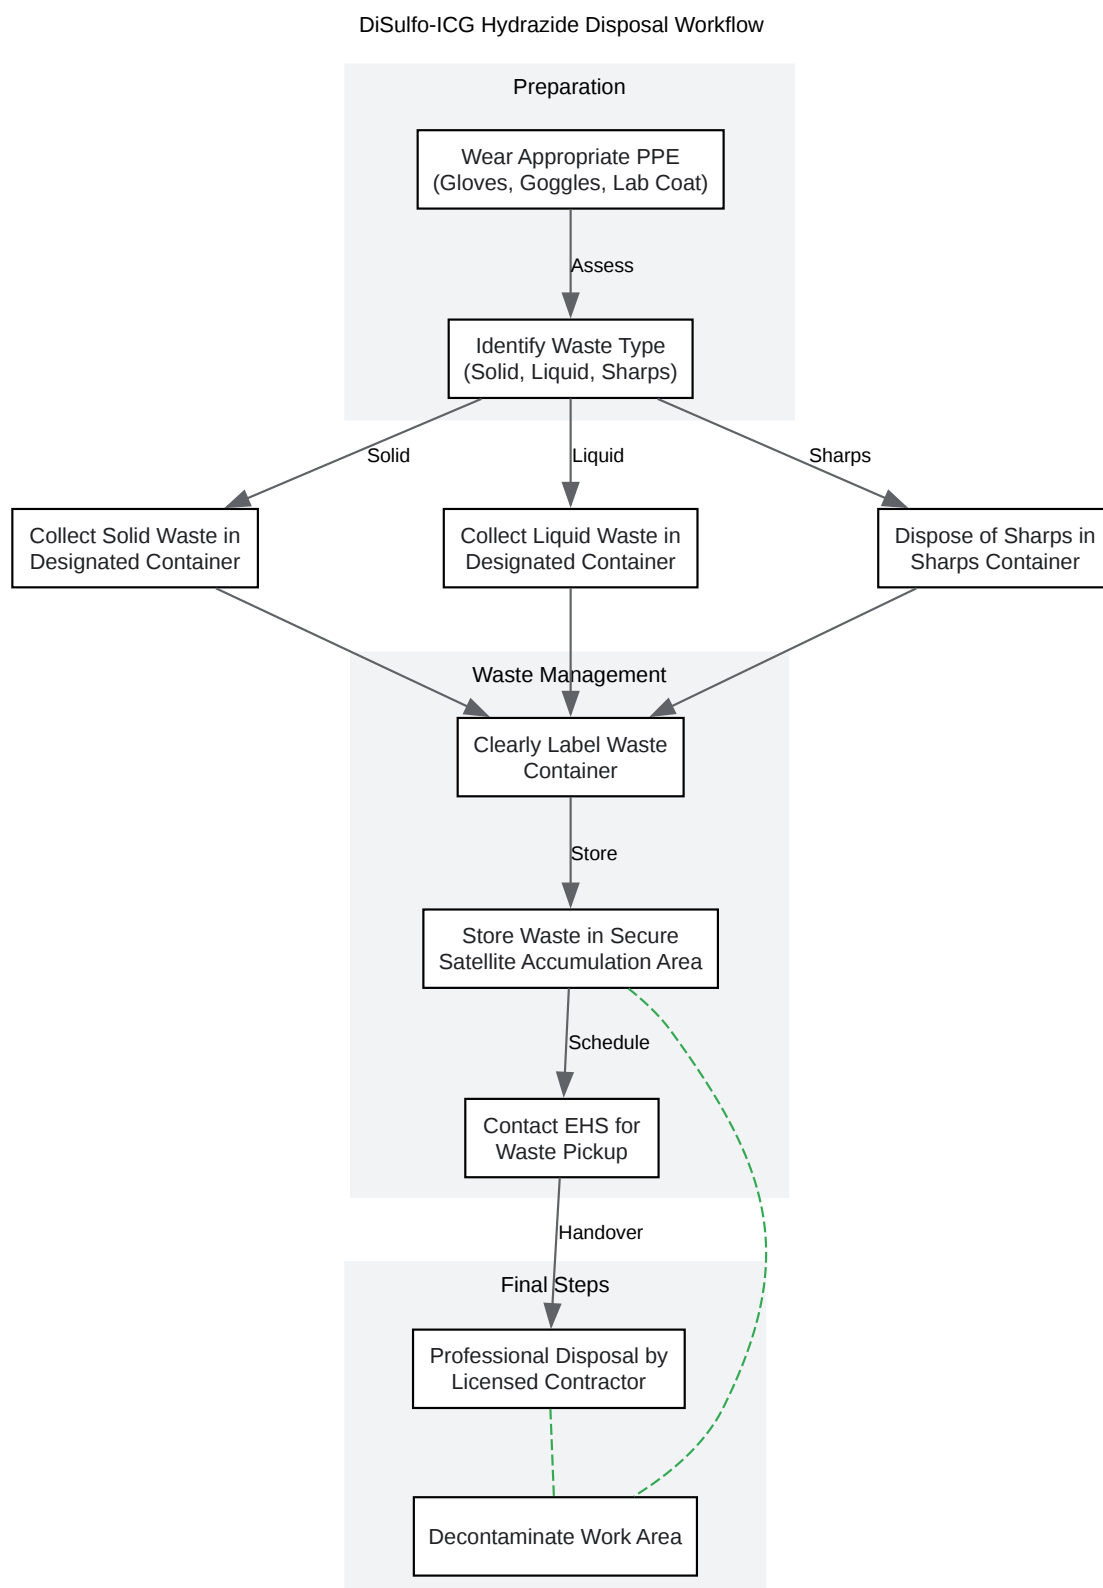 DiSulfo-ICG Hydrazide Disposal Workflow
Preparation
Wear Appropriate PPE
(Gloves, Goggles, Lab Coat)
Assess
Identify Waste Type
(Solid, Liquid, Sharps)
Solid
Liquid
Sharps
Collect Solid Waste in
Designated Container
Collect Liquid Waste in
Designated Container
Dispose of Sharps in
Sharps Container
Waste Management
Clearly Label Waste
Container
Store
Store Waste in Secure
Satellite Accumulation Area
Schedule
Contact EHS for
Waste Pickup
Handover
Final Steps
Professional Disposal by
Licensed Contractor
Decontaminate Work Area